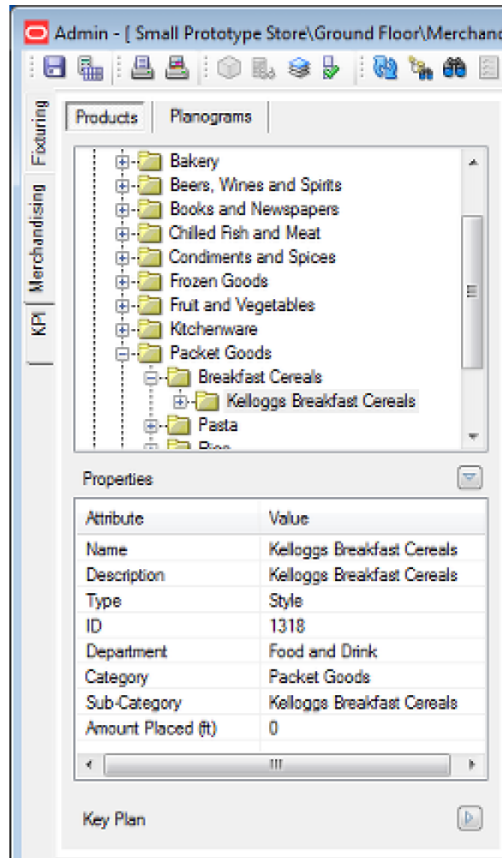 Admin - [ Small Prototype Store\Ground Floor\Merchand
Fixturing
Merchandising
KPI
Products
Planograms
Bakery
Beers, Wines and Spirits
Books and Newspapers
Chilled Fish and Meat
Condiments and Spices
Frozen Goods
Fruit and Vegetables
Kitchenware
Packet Goods
Breakfast Cereals
Kelloggs Breakfast Cereals
Pasta
Rice
Properties
Attribute Value
Name Kelloggs Breakfast Cereals
Description Kelloggs Breakfast Cereals
Type Style
ID 1318
Department Food and Drink
Category Packet Goods
Sub-Category Kelloggs Breakfast Cereals
Amount Placed (ft) 0
Key Plan